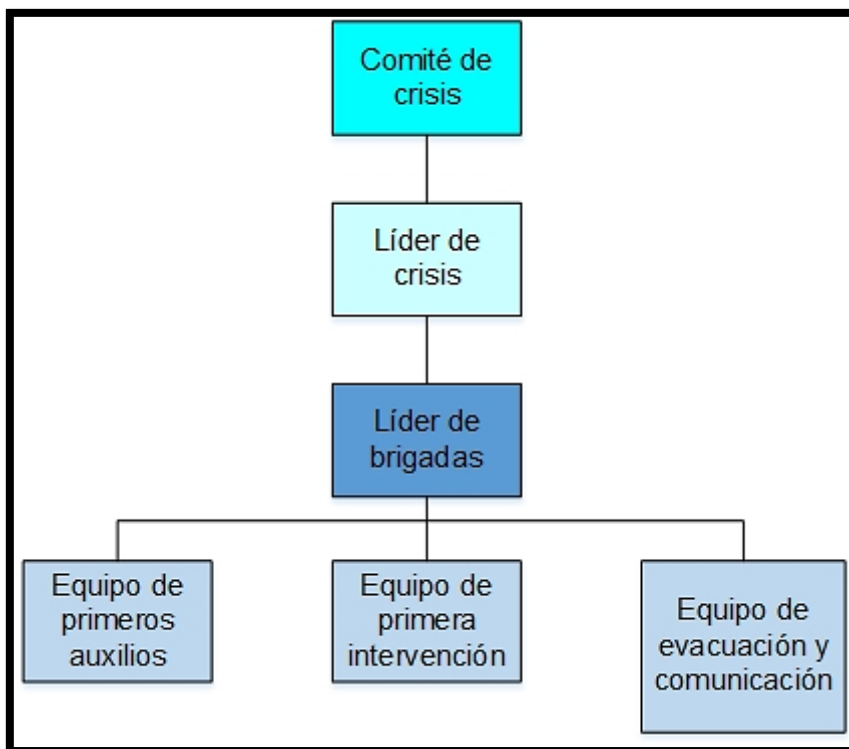 Comité de
crisis
Líder de
crisis
Líder de
brigadas
Equipo de
primeros
auxilios
Equipo de
primera
intervención
Equipo de
evacuación y
comunicación